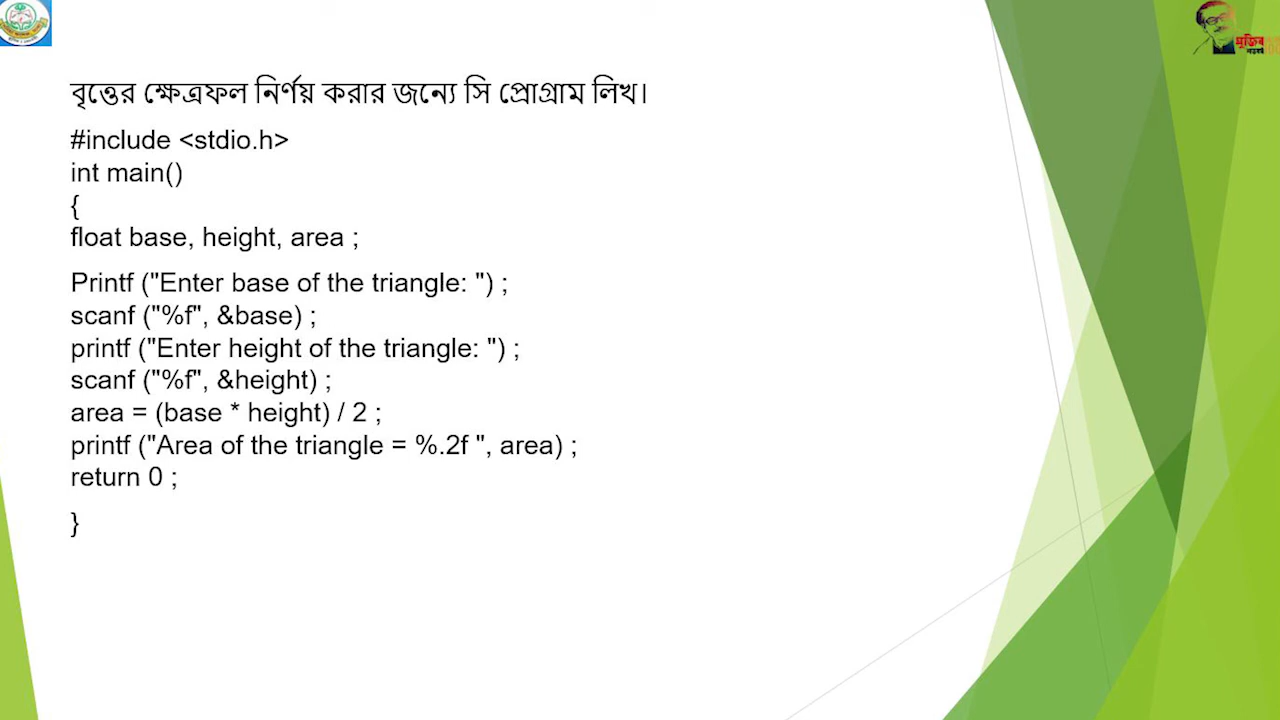 বৃত্তের ক্ষেত্রফল নির্ণয় করার জন্যে সি প্রোগ্রাম লিখ।
#include <stdio.h>
int main()
{
float base, height, area ;
Printf ("Enter base of the triangle: ") ;
scanf ("%f", &base) ;
printf ("Enter height of the triangle: ") ;
scanf ("%f", &height) ;
area = (base * height) / 2 ;
printf ("Area of the triangle = %.2f ", area) ;
return 0 ;
}
মুজিব